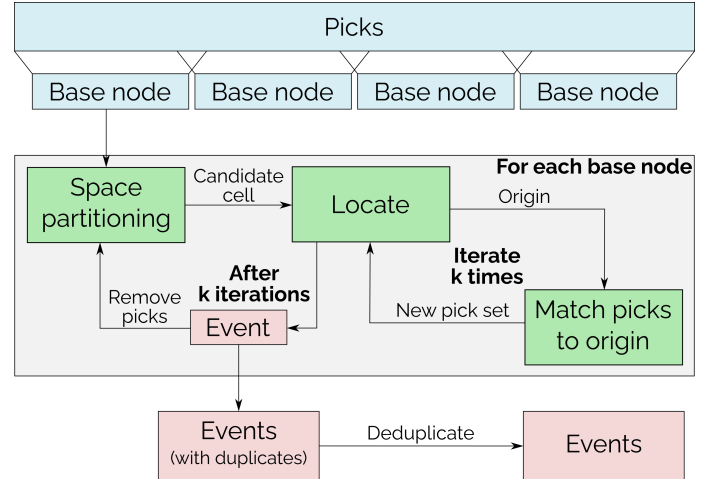 Picks
Base node
Base node
Base node
Base node
For each base node
Space
partitioning
Candidate
cell
Locate
Origin
Iterate
k times
After
k iterations
Remove
picks
Event
New pick set
Match picks
to origin
Events
(with duplicates)
Deduplicate
Events